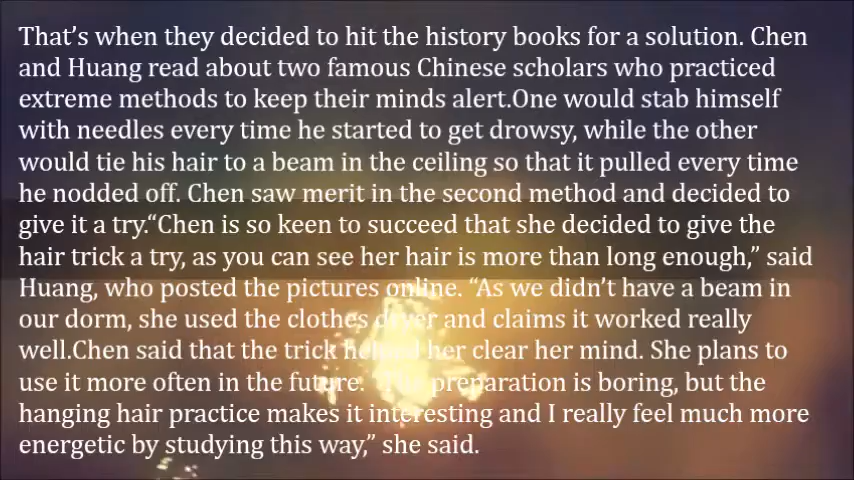 That’s when they decided to hit the history books for a solution. Chen
and Huang read about two famous Chinese scholars who practiced
extreme methods to keep their minds alert.One would stab himself
with needles every time he started to get drowsy, while the other
would tie his hair to a beam in the ceiling so that it pulled every time
he nodded off. Chen saw merit in the second method and decided to
give it a try.“Chen is so keen to succeed that she decided to give the
hair trick a try, as you can see her hair is more than long enough,” said
Huang, who posted the pictures online. “As we didn’t have a beam in
our dorm, she used the clothes dryer and claims it worked really
well.Chen said that the trick helped her clear her mind. She plans to
use it more often in the future. “The preparation is boring, but the
hanging hair practice makes it interesting and I really feel much more
energetic by studying this way,” she said.